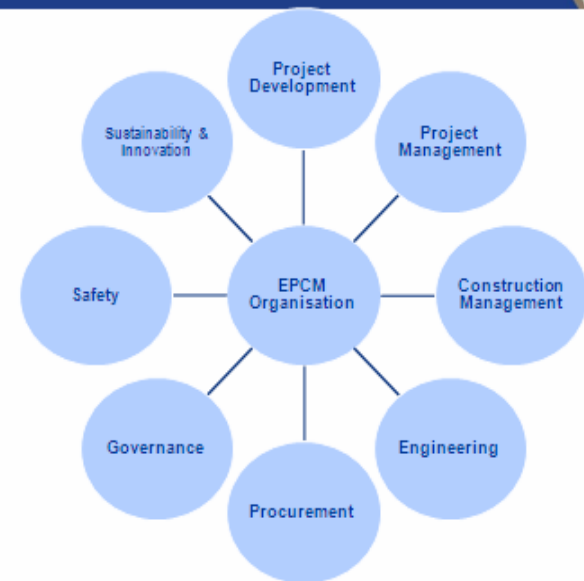 Project
Development
Project
Management
Construction
Management
Engineering
Procurement
Governance
Safety
Sustainability &
Innovation
EPCM
Organisation